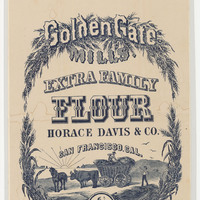 Golden Gate
MILLS
EXTRA FAMILY
FLOUR
HORACE DAVIS & CO.
SAN FRANCISCO, CAL.